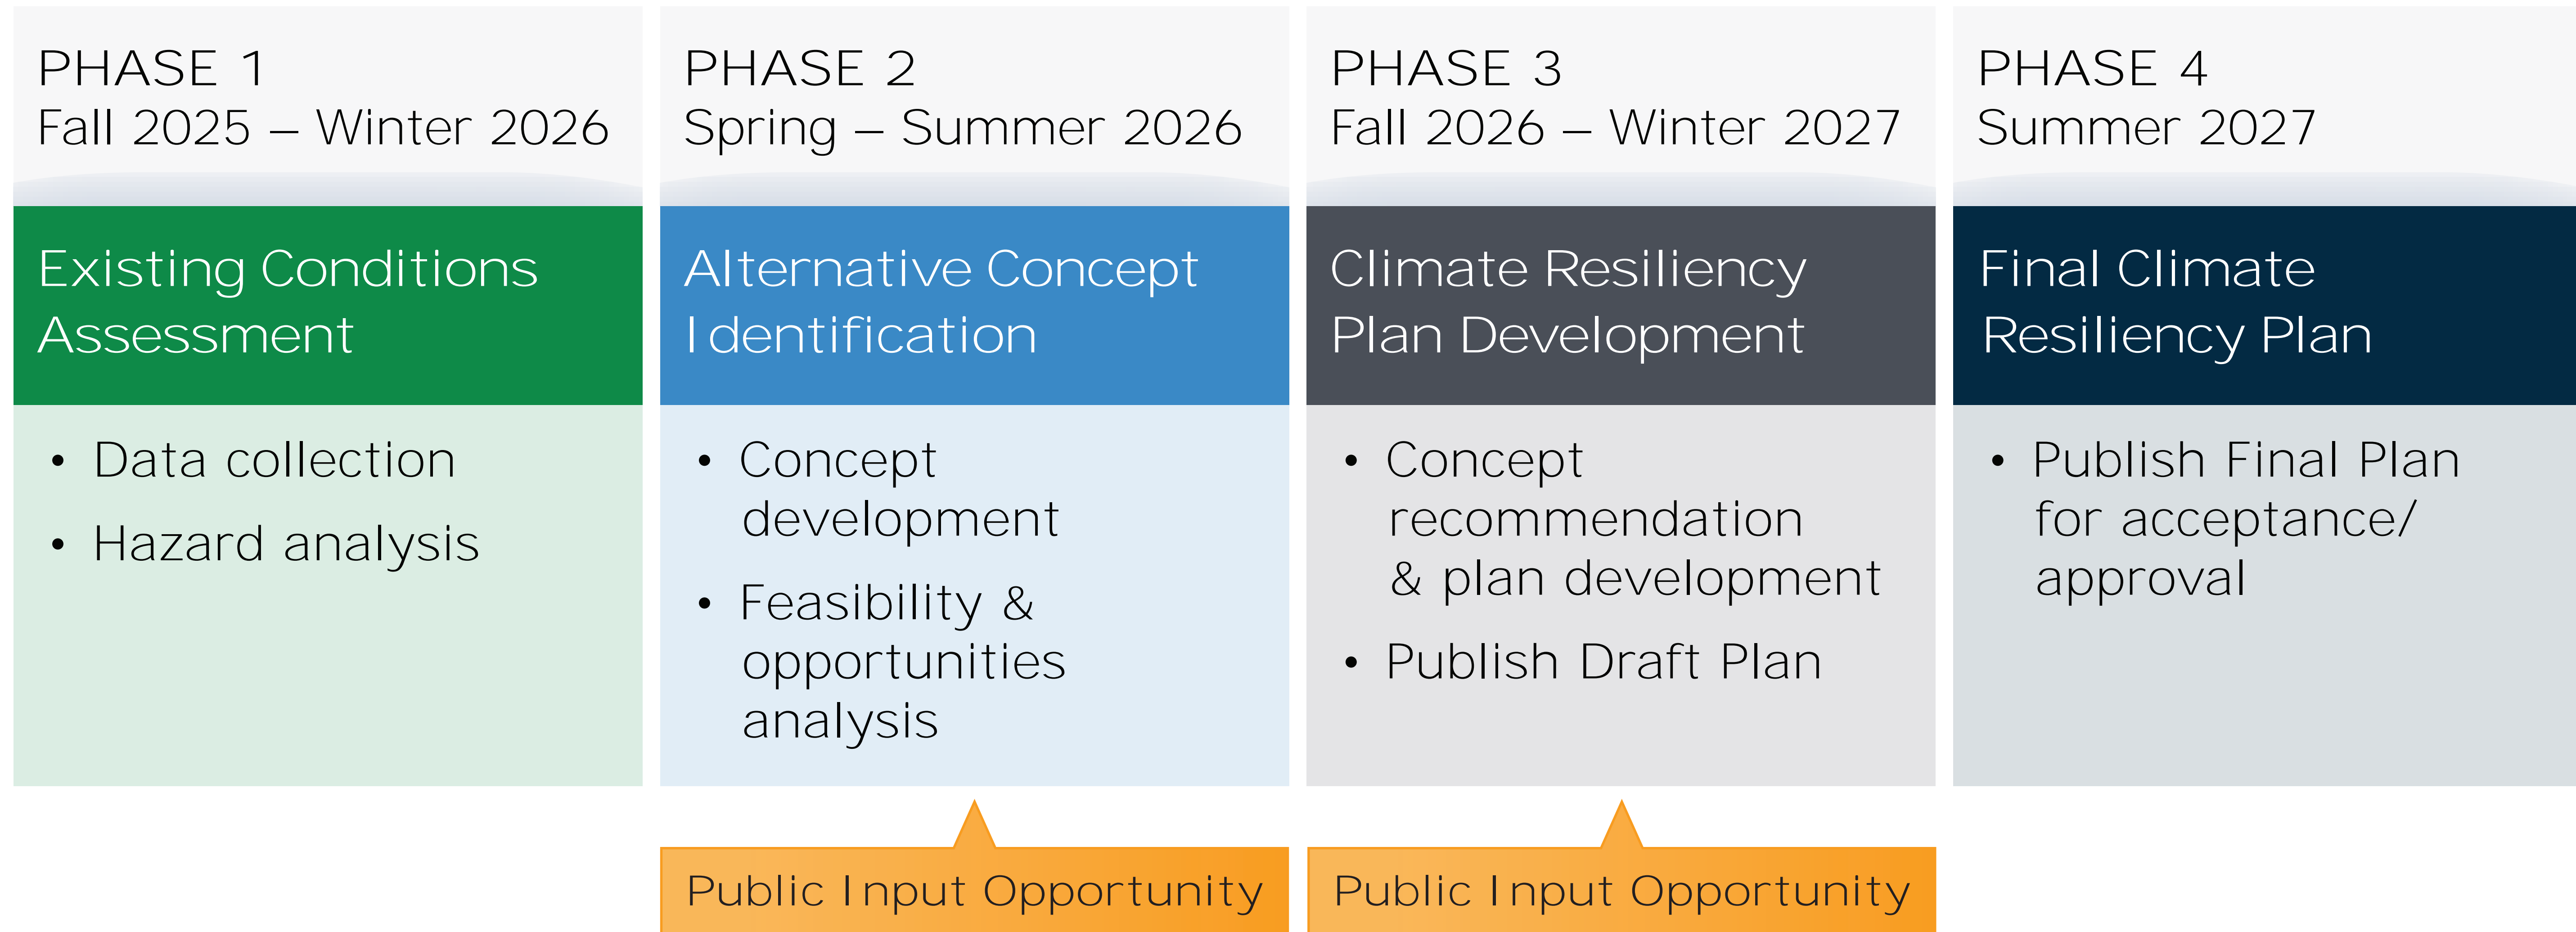 PHASE 1
Fall 2025 – Winter 2026
Existing Conditions
Assessment
• Data collection
• Hazard analysis
PHASE 2
Spring – Summer 2026
Alternative Concept
Identification
• Concept
development
• Feasibility &
opportunities
analysis
Public Input Opportunity
PHASE 3
Fall 2026 – Winter 2027
Climate Resiliency
Plan Development
• Concept
recommendation
& plan development
• Publish Draft Plan
Public Input Opportunity
PHASE 4
Summer 2027
Final Climate
Resiliency Plan
• Publish Final Plan
for acceptance/
approval